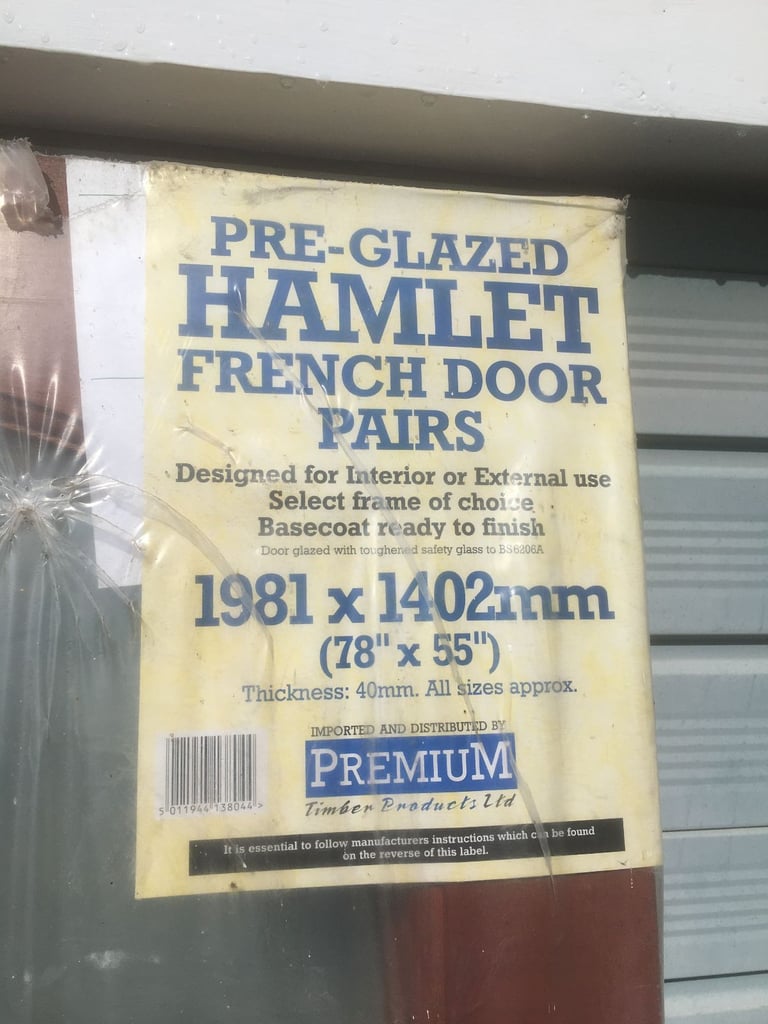 PRE-GLAZED
HAMLET
FRENCH DOOR
PAIRS
Designed for Interior or External use
Select frame of choice
Basecoat ready to finish
Door glazed with toughened safety glass to BS6206A
1981 x 1402mm
(78" x 55")
Thickness: 40mm. All sizes approx.
IMPORTED AND DISTRIBUTED BY
PREMIUM
Timber Products Ltd
5 011944 138044 >
It is essential to follow manufacturers instructions which can be found
on the reverse of this label.